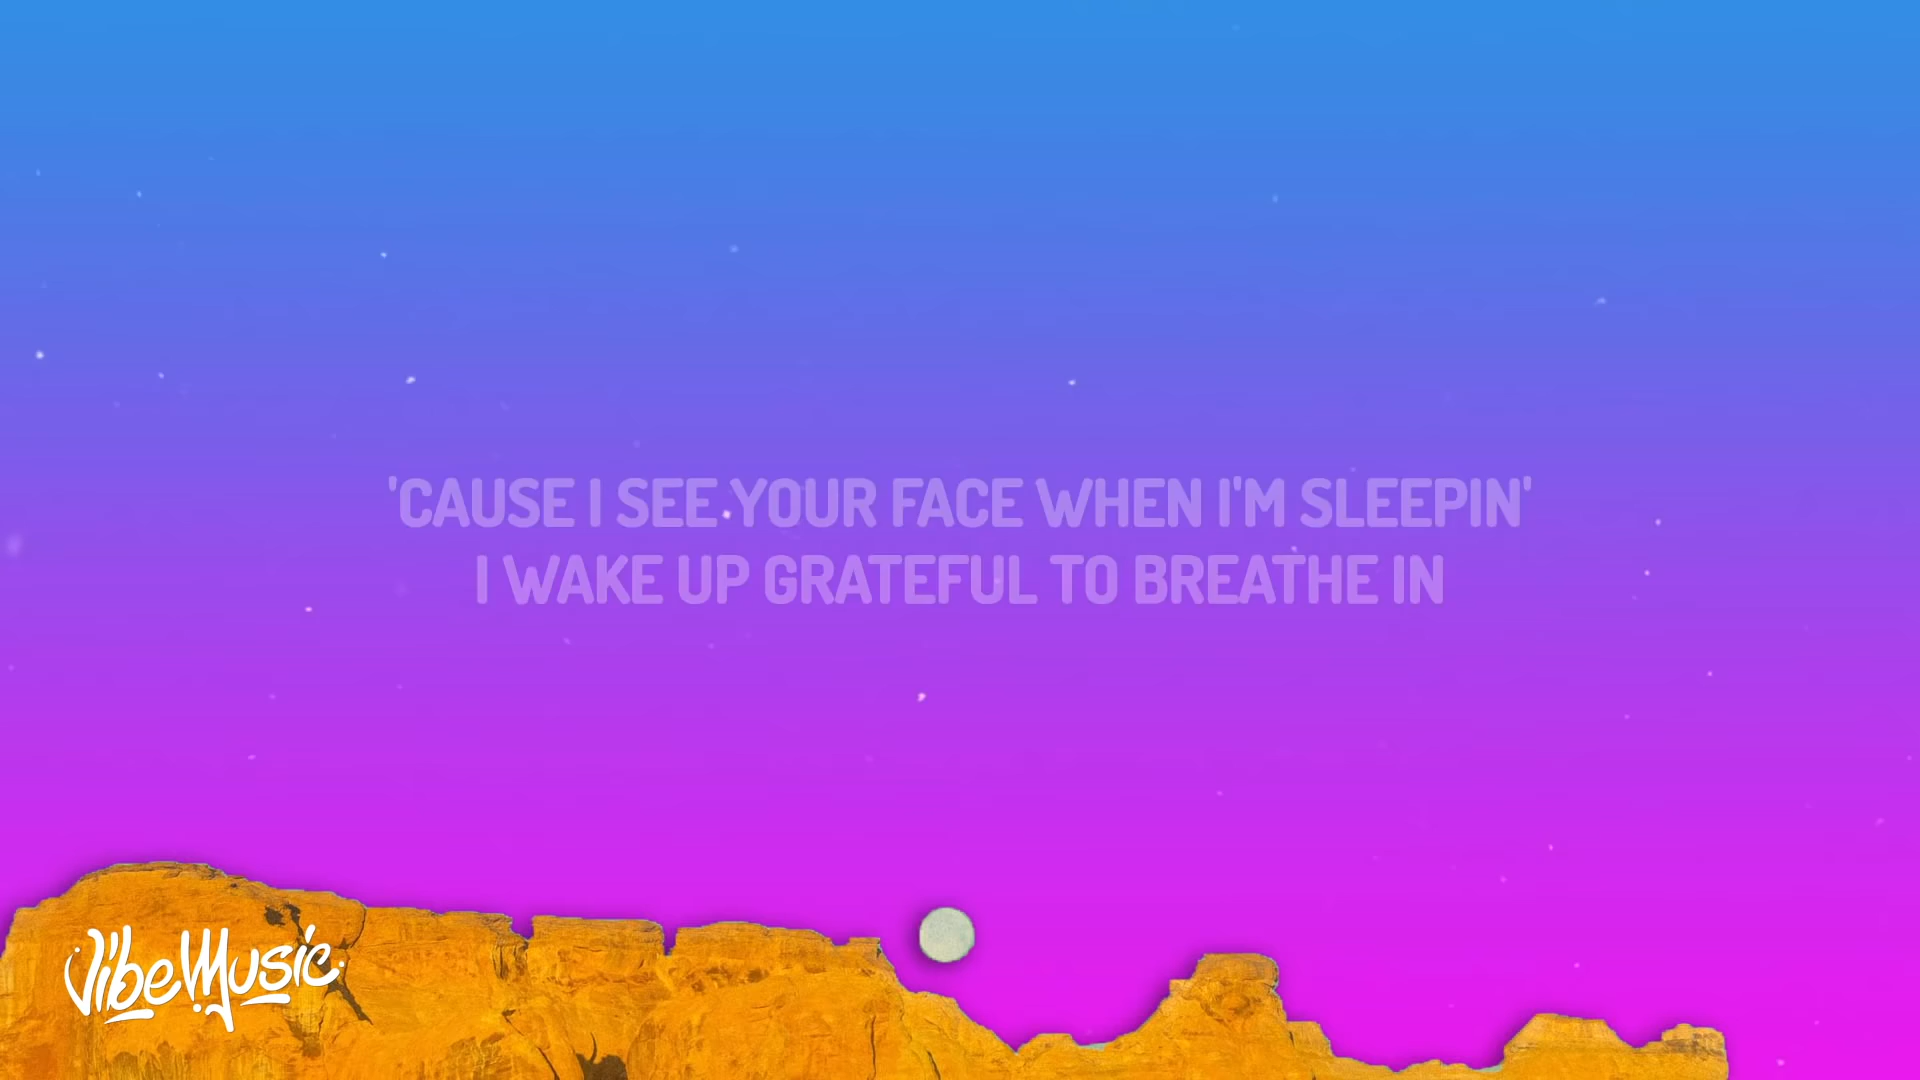 'CAUSE I SEE YOUR FACE WHEN I'M SLEEPIN'
I WAKE UP GRATEFUL TO BREATHE IN
VibeMusic